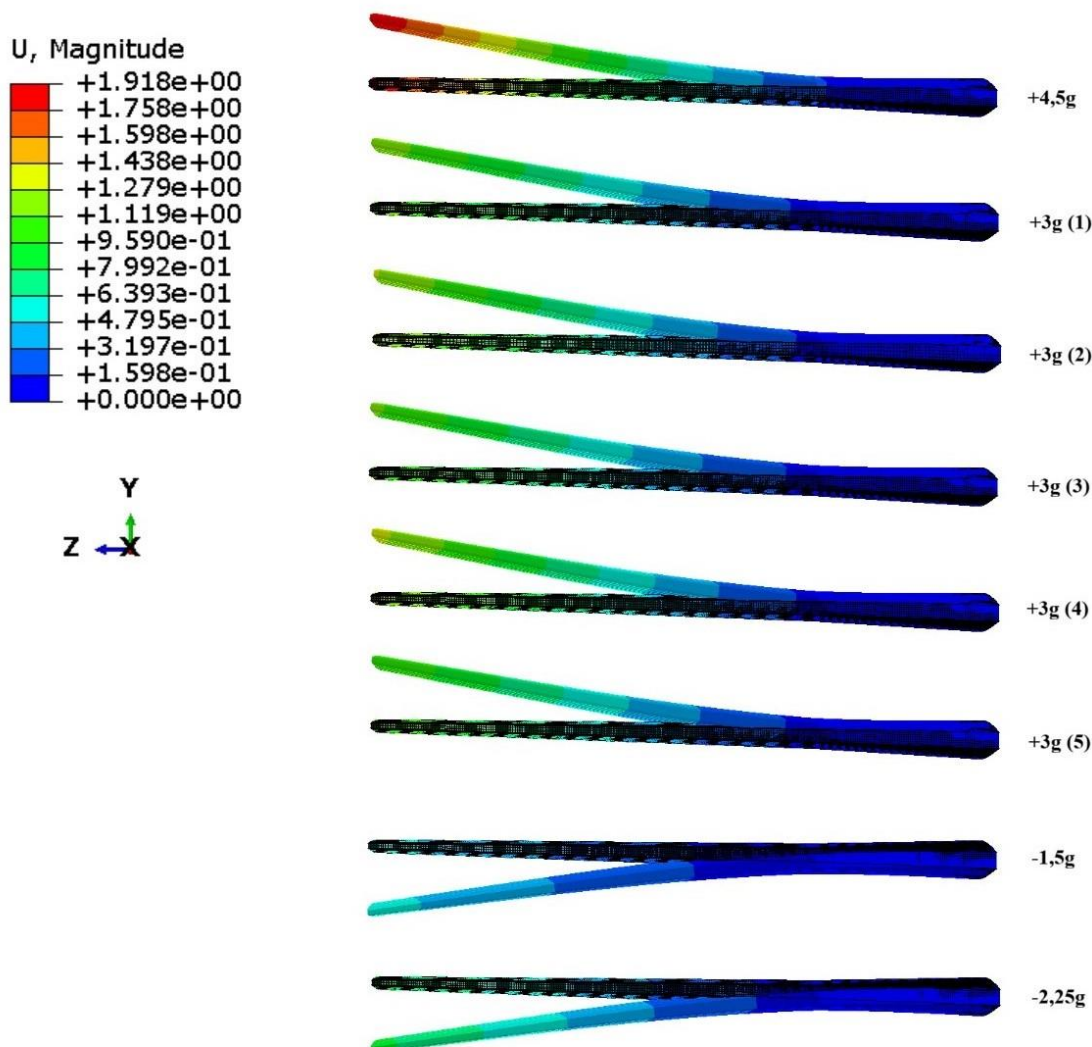 U, Magnitude
+1.918e+00
+1.758e+00
+1.598e+00
+1.438e+00
+1.279e+00
+1.119e+00
+9.590e-01
+7.992e-01
+6.393e-01
+4.795e-01
+3.197e-01
+1.598e-01
+0.000e+00
Y
Z X
+4,5g
+3g (1)
+3g (2)
+3g (3)
+3g (4)
+3g (5)
-1,5g
-2,25g